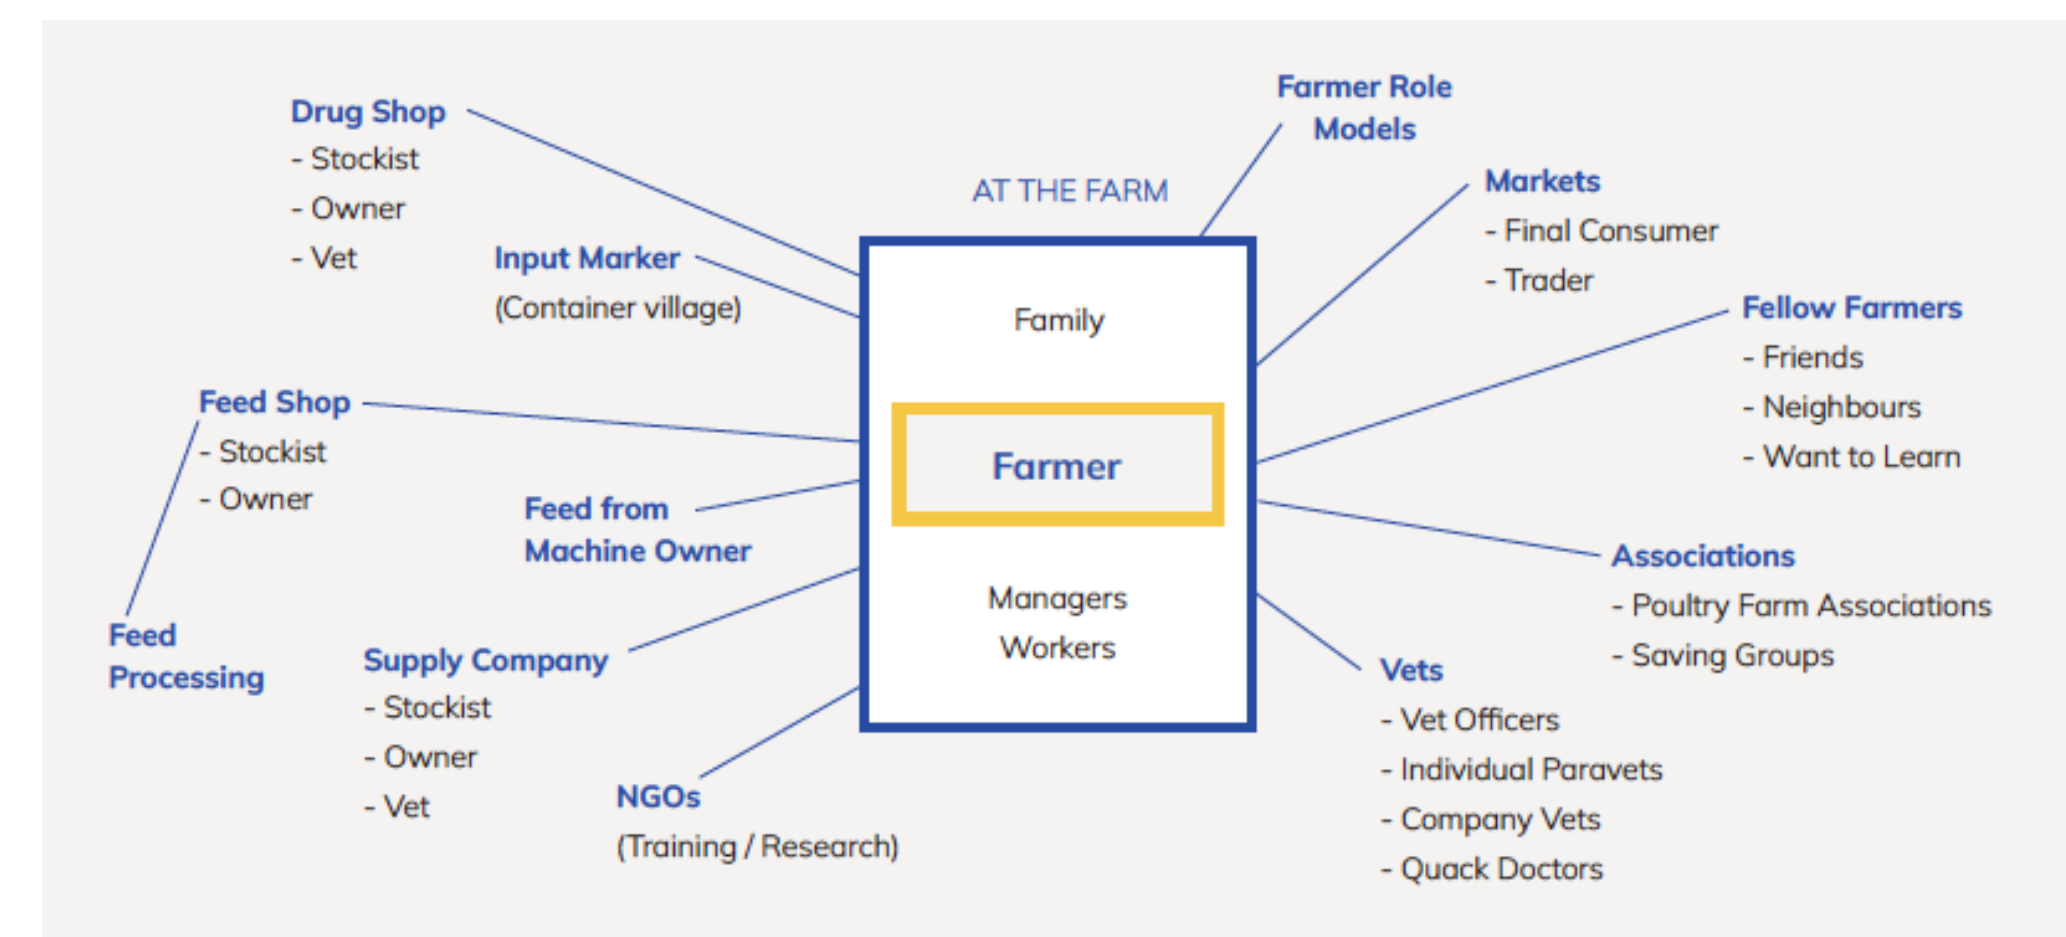 Drug Shop
- Stockist
- Owner
- Vet
Input Marker
(Container village)
Feed Shop
- Stockist
- Owner
Feed from
Machine Owner
Feed
Processing
Supply Company
- Stockist
- Owner
- Vet
NGOs
(Training / Research)
AT THE FARM
Family
Farmer
Managers
Workers
Farmer Role
Models
Markets
- Final Consumer
- Trader
Fellow Farmers
- Friends
- Neighbours
- Want to Learn
Associations
- Poultry Farm Associations
- Saving Groups
Vets
- Vet Officers
- Individual Paravets
- Company Vets
- Quack Doctors